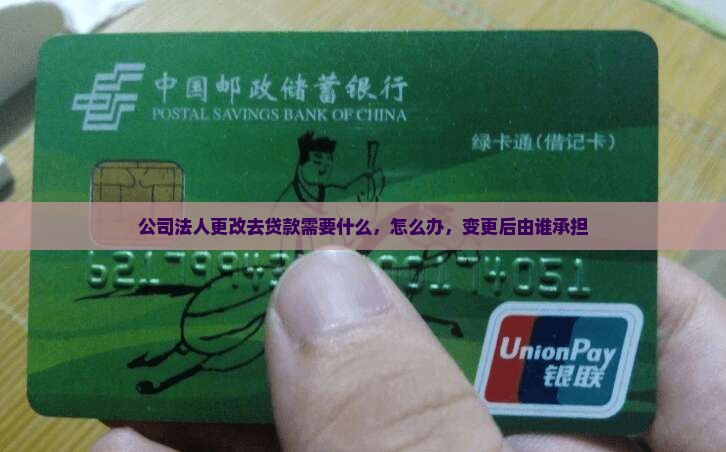 中国邮政储蓄银行
POSTAL SAVINGS BANK OF CHINA
绿卡通(借记卡)
公司法人更改去贷款需要什么，怎么办，变更后由谁承担
UnionPay
银联